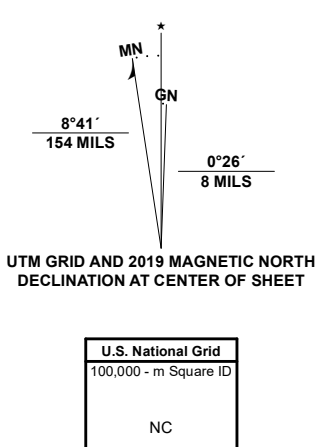 ★
MN
GN
8°41´
154 MILS
0°26´
8 MILS
UTM GRID AND 2019 MAGNETIC NORTH
DECLINATION AT CENTER OF SHEET
U.S. National Grid
100,000 - m Square ID
NC